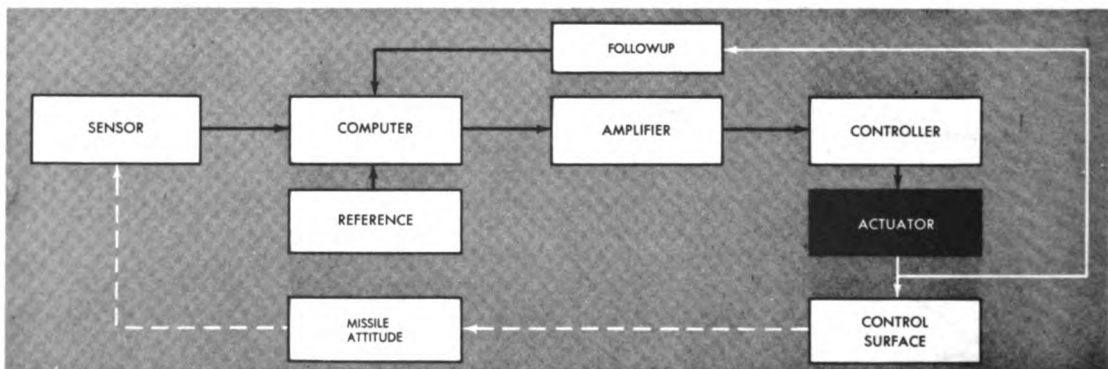 FOLLOWUP
SENSOR
COMPUTER
AMPLIFIER
CONTROLLER
REFERENCE
ACTUATOR
MISSILE
ATTITUDE
CONTROL
SURFACE